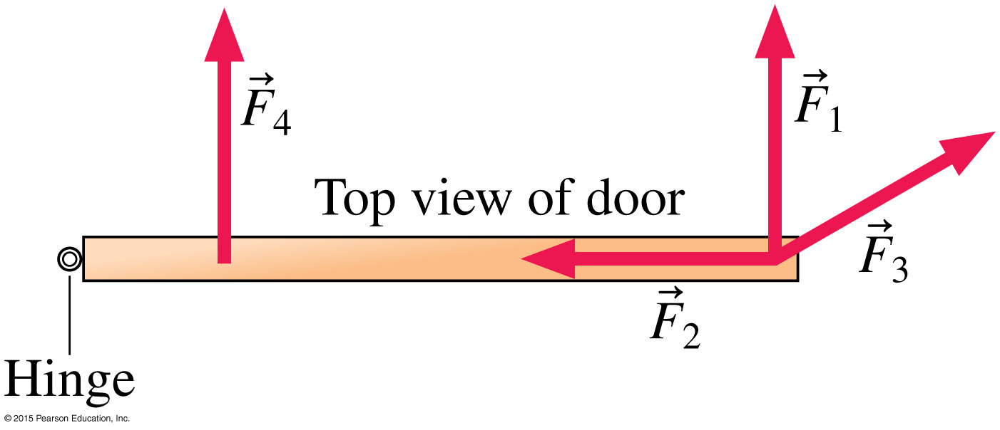 F⃗4
F⃗1
Top view of door
F⃗3
F⃗2
Hinge
© 2015 Pearson Education, Inc.